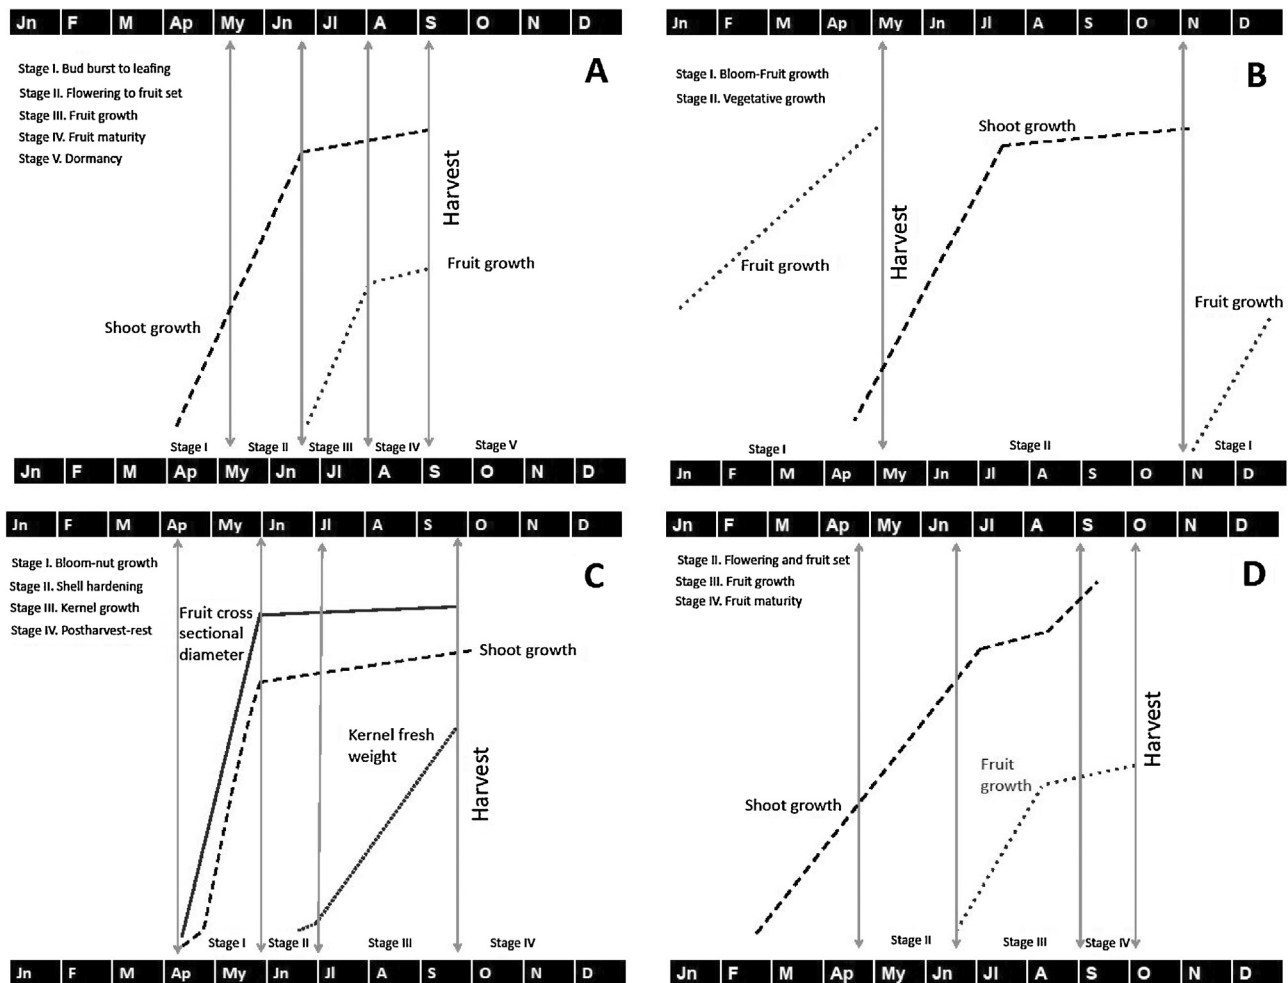 Jn F M Ap My Jn Jl A S O N D
A
Stage I. Bud burst to leafing
Stage II. Flowering to fruit set
Stage III. Fruit growth
Stage IV. Fruit maturity
Stage V. Dormancy
Harvest
Fruit growth
Shoot growth
Stage I Stage II Stage III Stage IV Stage V
Jn F M Ap My Jn Jl A S O N D
Jn F M Ap My Jn Jl A S O N D
B
Stage I. Bloom-Fruit growth
Stage II. Vegetative growth
Shoot growth
Harvest
Fruit growth
Fruit growth
Stage I Stage II Stage I
Jn F M Ap My Jn Jl A S O N D
Jn F M Ap My Jn Jl A S O N D
C
Stage I. Bloom-nut growth
Stage II. Shell hardening
Stage III. Kernel growth
Stage IV. Postharvest-rest
Fruit cross
sectional
diameter
Shoot growth
Kernel fresh
weight
Harvest
Stage I Stage II Stage III Stage IV
Jn F M Ap My Jn Jl A S O N D
Jn F M Ap My Jn Jl A S O N D
D
Stage II. Flowering and fruit set
Stage III. Fruit growth
Stage IV. Fruit maturity
Harvest
Fruit
growth
Shoot growth
Stage II Stage III Stage IV
Jn F M Ap My Jn Jl A S O N D